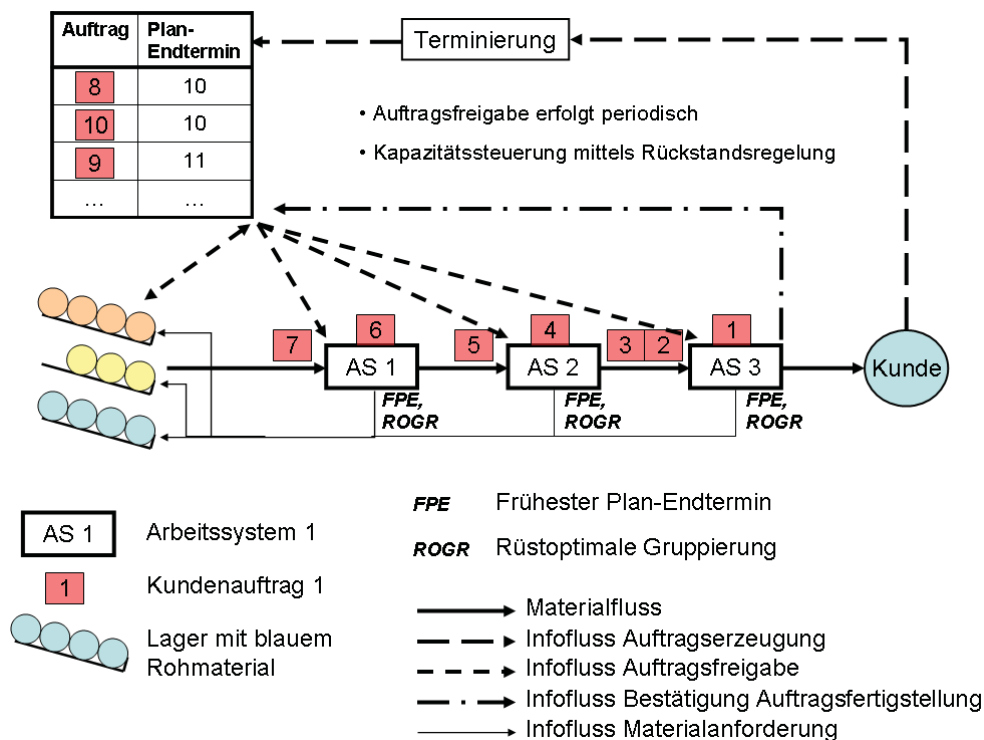 Auftrag Plan-
Endtermin
8 10
10 10
9 11
... ...
Terminierung
• Auftragsfreigabe erfolgt periodisch
• Kapazitätssteuerung mittels Rückstandsregelung
7 6 5 4 3 2 1
AS 1 AS 2 AS 3 Kunde
FPE, FPE, FPE,
ROGR ROGR ROGR
AS 1 Arbeitssystem 1
1 Kundenauftrag 1
Lager mit blauem
Rohmaterial
FPE Frühester Plan-Endtermin
ROGR Rüstoptimale Gruppierung
Materialfluss
Infofluss Auftragserzeugung
Infofluss Auftragsfreigabe
Infofluss Bestätigung Auftragsfertigstellung
Infofluss Materialanforderung